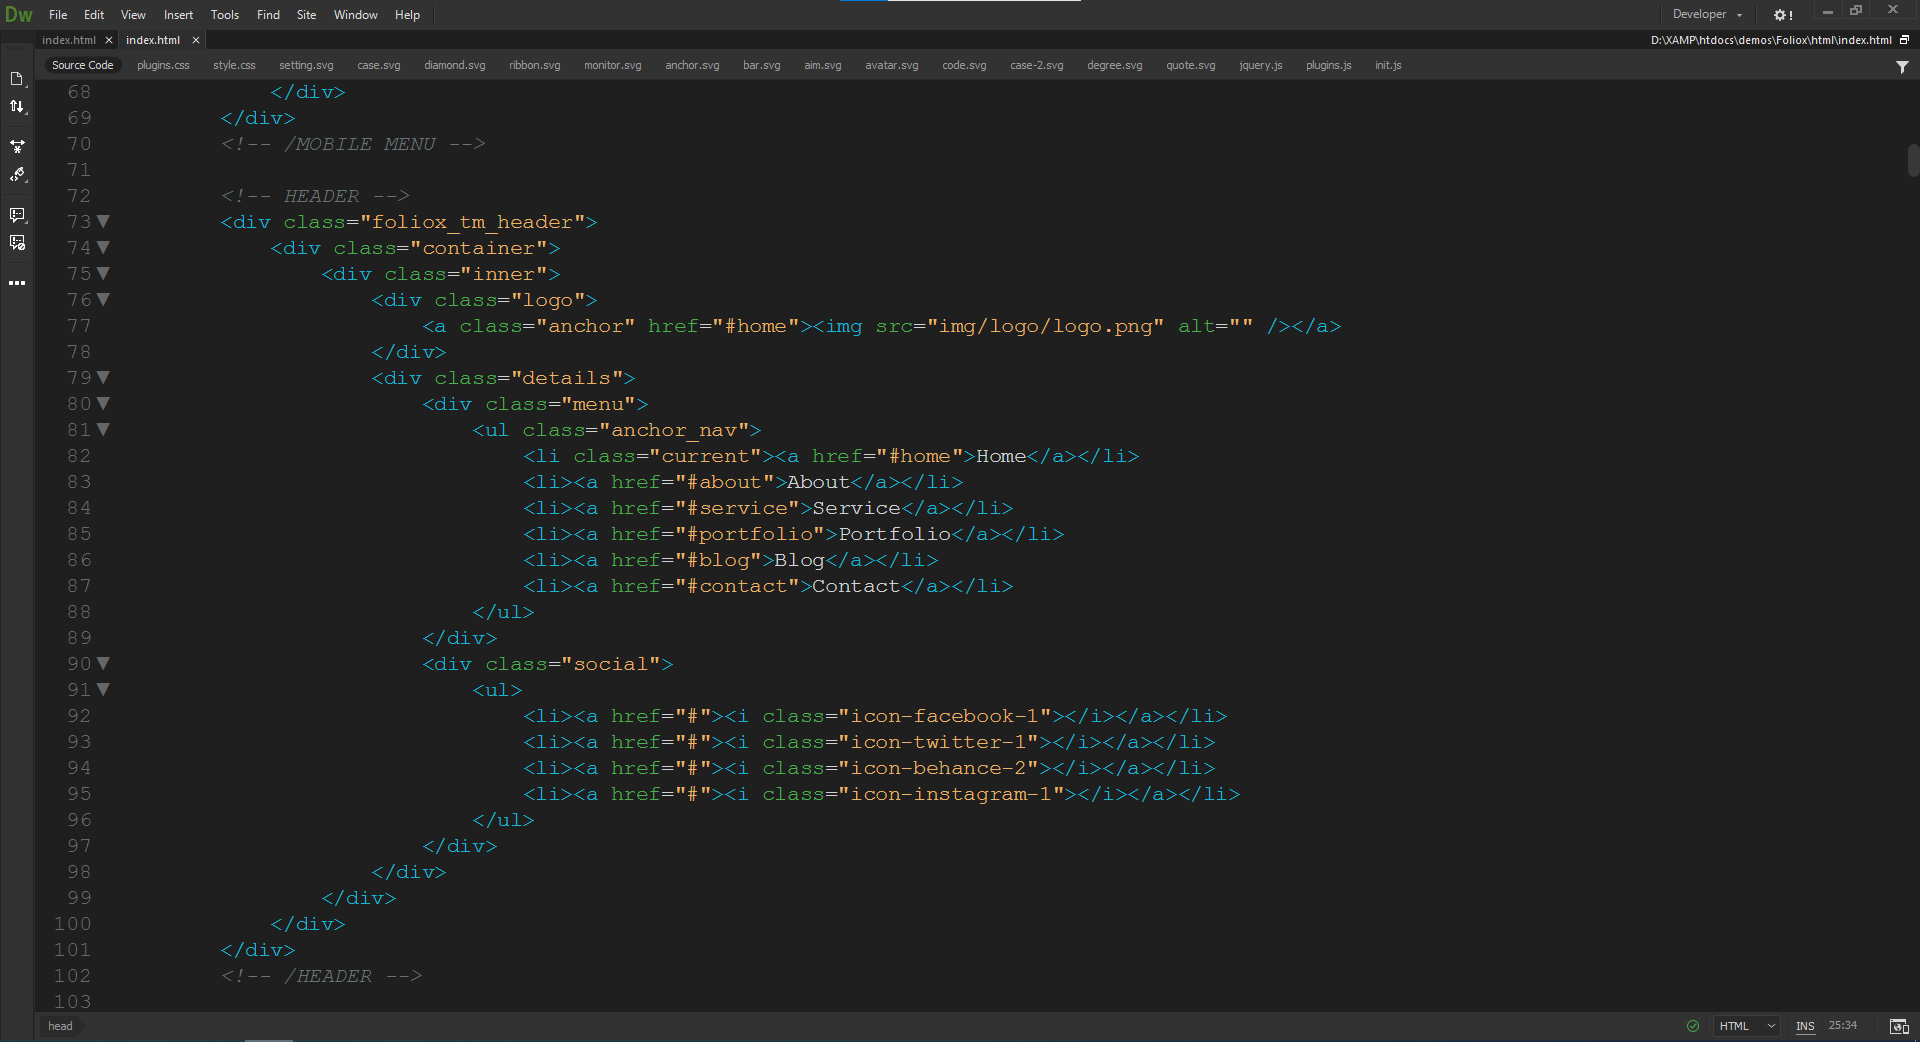 Dw File Edit View Insert Tools Find Site Window Help Developer
index.html × index.html × D:\XAMP\htdocs\demos\Foliox\html\index.html
Source Code plugins.css style.css setting.svg case.svg diamond.svg ribbon.svg monitor.svg anchor.svg bar.svg aim.svg avatar.svg code.svg case-2.svg degree.svg quote.svg jquery.js plugins.js init.js
68 </div>
69 </div>
70 <!-- /MOBILE MENU -->
71
72 <!-- HEADER -->
73 <div class="foliox_tm_header">
74 <div class="container">
75 <div class="inner">
76 <div class="logo">
77 <a class="anchor" href="#home"><img src="img/logo/logo.png" alt="" /></a>
78 </div>
79 <div class="details">
80 <div class="menu">
81 <ul class="anchor_nav">
82 <li class="current"><a href="#home">Home</a></li>
83 <li><a href="#about">About</a></li>
84 <li><a href="#service">Service</a></li>
85 <li><a href="#portfolio">Portfolio</a></li>
86 <li><a href="#blog">Blog</a></li>
87 <li><a href="#contact">Contact</a></li>
88 </ul>
89 </div>
90 <div class="social">
91 <ul>
92 <li><a href="#"><i class="icon-facebook-1"></i></a></li>
93 <li><a href="#"><i class="icon-twitter-1"></i></a></li>
94 <li><a href="#"><i class="icon-behance-2"></i></a></li>
95 <li><a href="#"><i class="icon-instagram-1"></i></a></li>
96 </ul>
97 </div>
98 </div>
99 </div>
100 </div>
101 </div>
102 <!-- /HEADER -->
103
head HTML INS 25:34